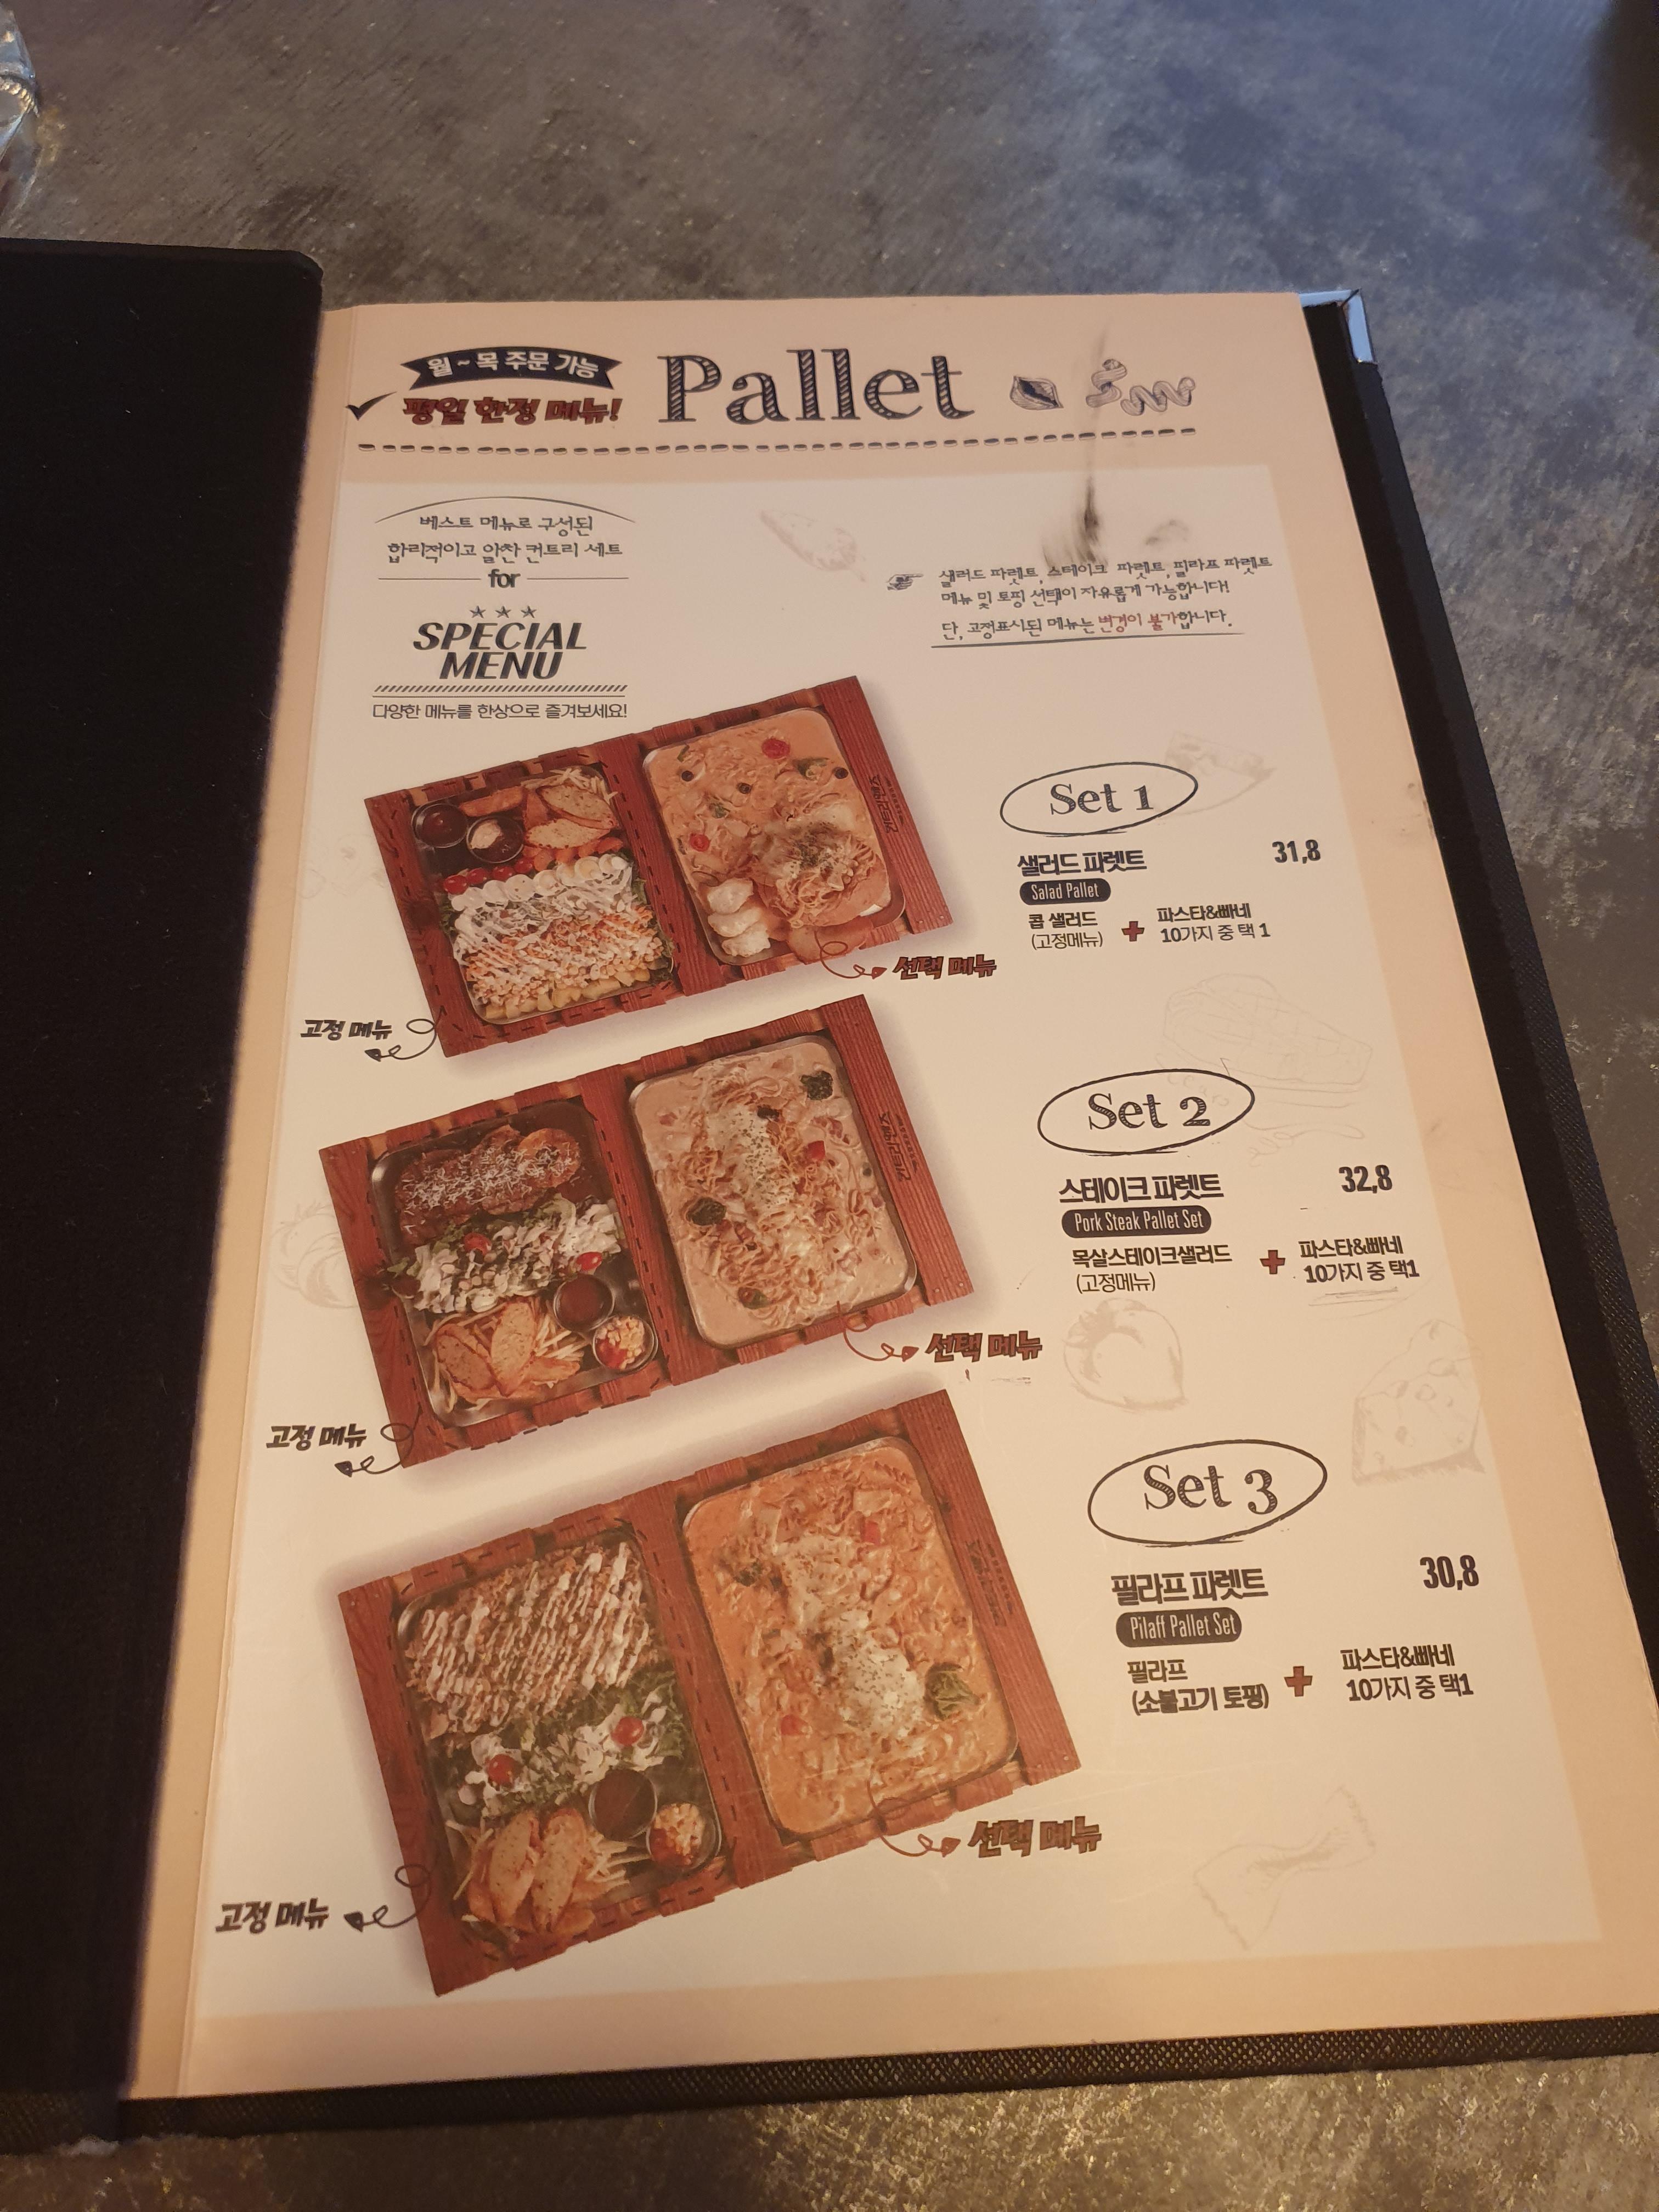 월~목 주문 가능
평일 한정 메뉴!
Pallet
베스트 메뉴로 구성된
합리적이고 알찬 컨트리 세트
for
SPECIAL
MENU
다양한 메뉴를 한상으로 즐겨보세요!
샐러드 파렛트, 스테이크 파렛트, 필라프 파렛트
메뉴 및 토핑 선택이 자유롭게 가능합니다!
단, 고정표시된 메뉴는 변경이 불가합니다.
Set 1
샐러드 파렛트 31,8
Salad Pallet
콥 샐러드 + 파스타&빠네
(고정메뉴) 10가지 중 택 1
선택 메뉴
고정 메뉴
Set 2
스테이크 파렛트 32,8
Pork Steak Pallet Set
목살스테이크샐러드 + 파스타&빠네
(고정메뉴) 10가지 중 택1
선택 메뉴
고정 메뉴
Set 3
필라프 파렛트 30,8
Pilaff Pallet Set
필라프 + 파스타&빠네
(소불고기 토핑) 10가지 중 택1
선택 메뉴
고정 메뉴